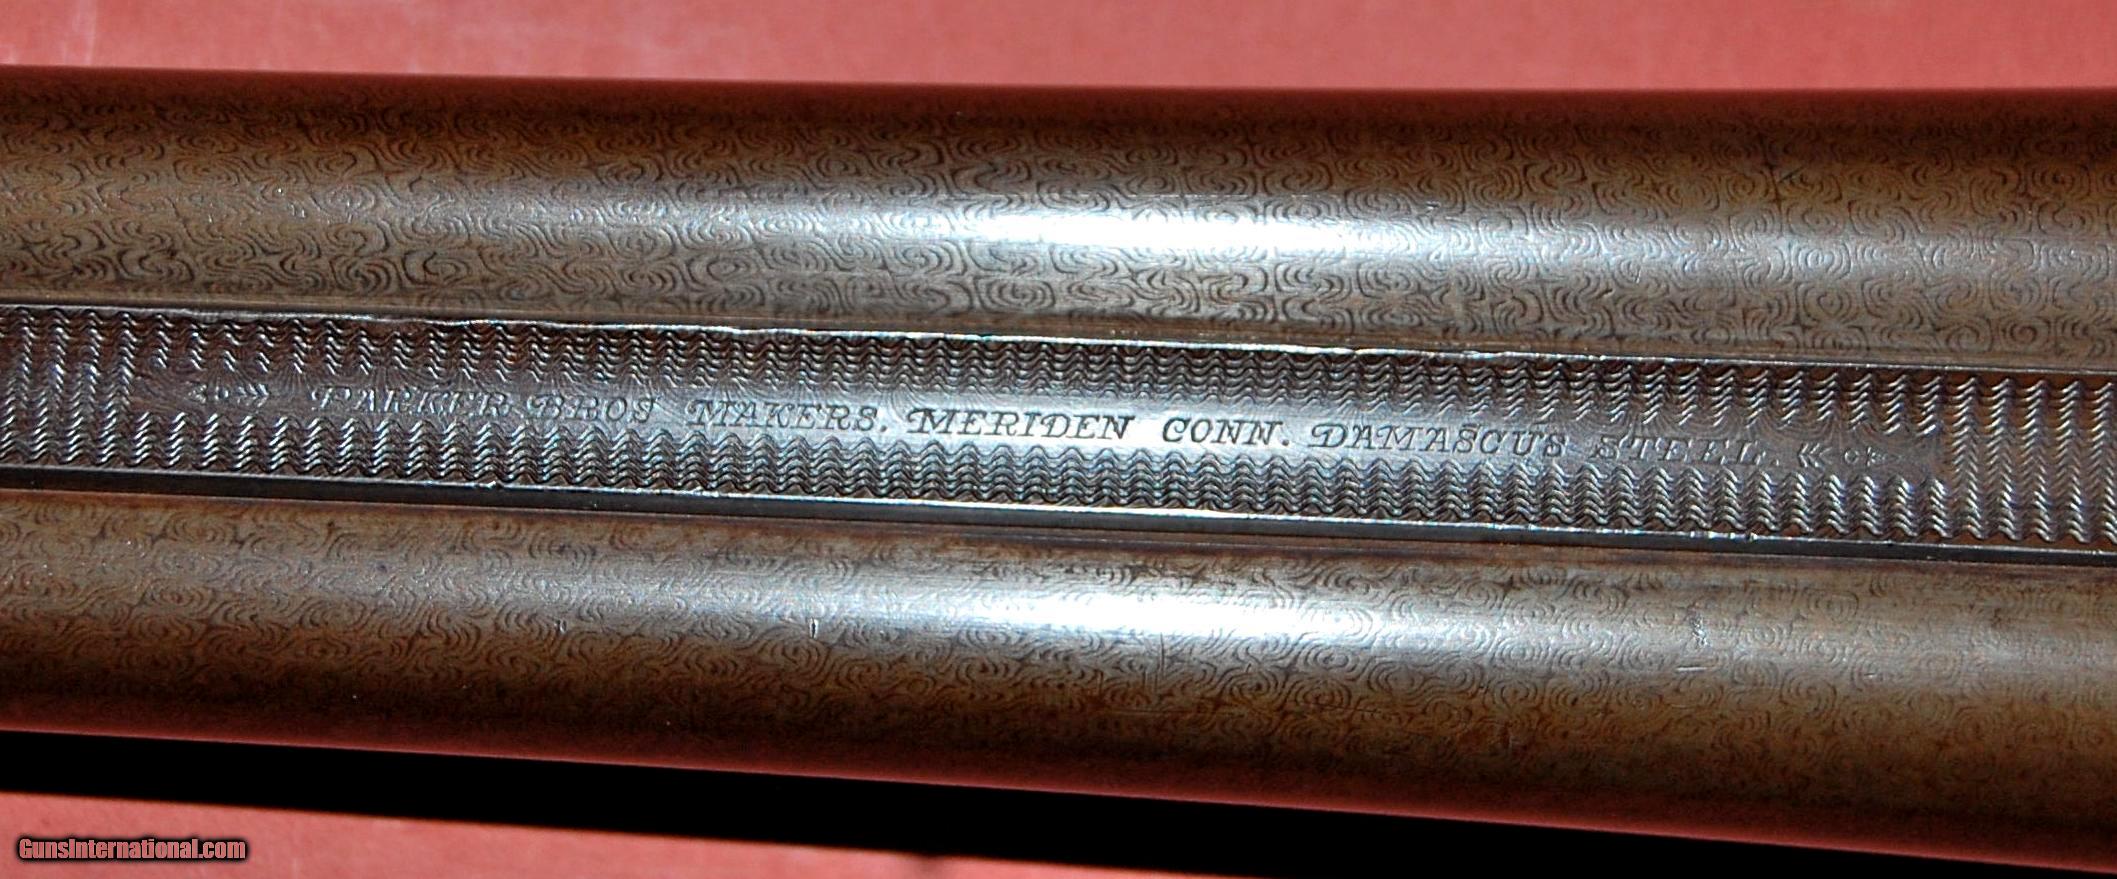 PARKER BROS MAKERS. MERIDEN CONN. DAMASCUS STEEL.
GunsInternational.com